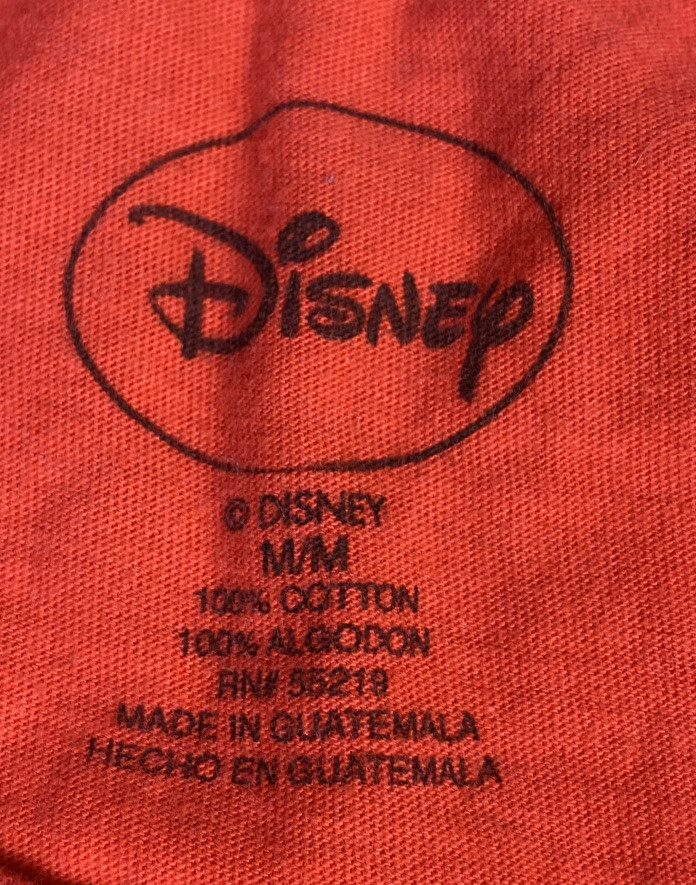 Disney
© DISNEY
M/M
100% COTTON
100% ALGODON
RN# 55219
MADE IN GUATEMALA
HECHO EN GUATEMALA